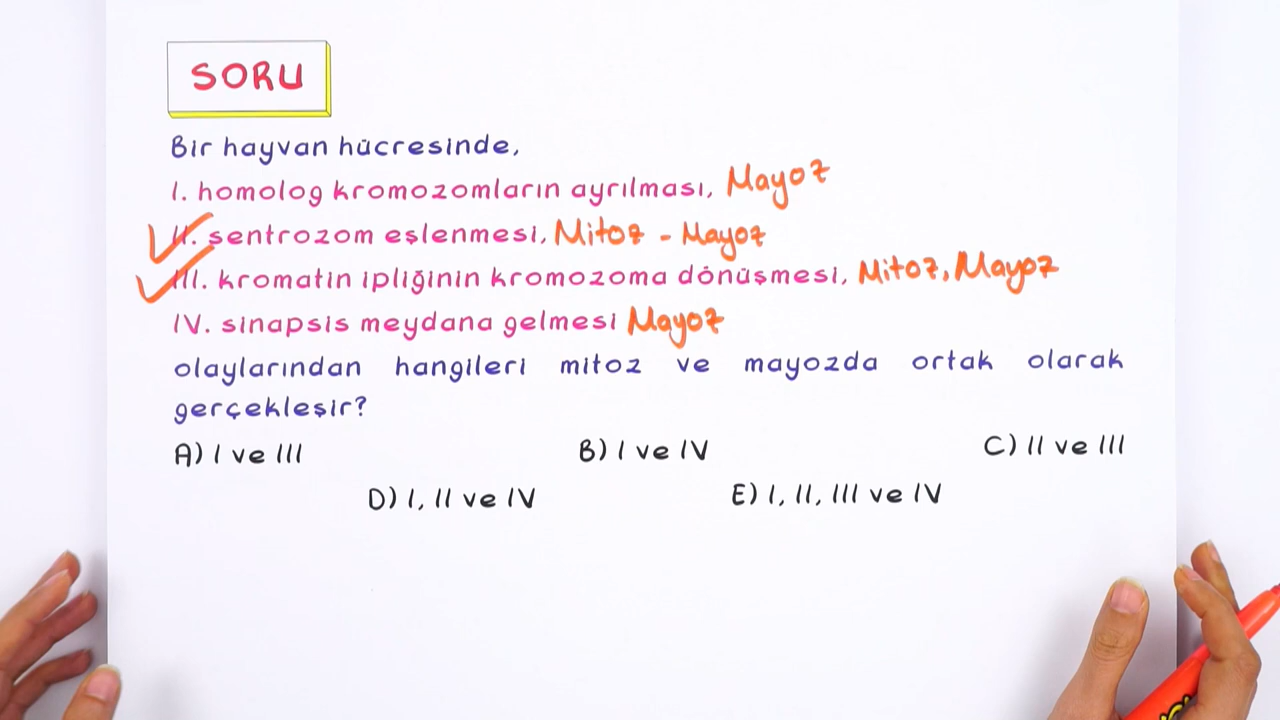 SORU
Bir hayvan hücresinde,
I. homolog kromozomların ayrılması, Mayoz
II. sentrozom eşlenmesi, Mitoz - Mayoz
III. kromatin ipliğinin kromozoma dönüşmesi, Mitoz, Mayoz
IV. sinapsis meydana gelmesi Mayoz
olaylarından hangileri mitoz ve mayozda ortak olarak
gerçekleşir?
A) I ve III B) I ve IV C) II ve III
D) I, II ve IV E) I, II, III ve IV